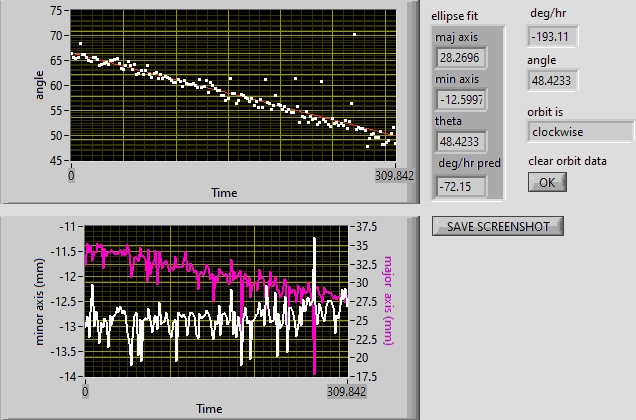 75
70
65
60
55
50
45
angle
0
309.842
Time
ellipse fit
maj axis
28.2696
min axis
-12.5997
theta
48.4233
deg/hr pred
-72.15
deg/hr
-193.11
angle
48.4233
orbit is
clockwise
clear orbit data
OK
SAVE SCREENSHOT
-11
-11.5
-12
-12.5
-13
-13.5
-14
minor axis (mm)
37.5
35
32.5
30
27.5
25
22.5
20
17.5
major axis (mm)
0
309.842
Time